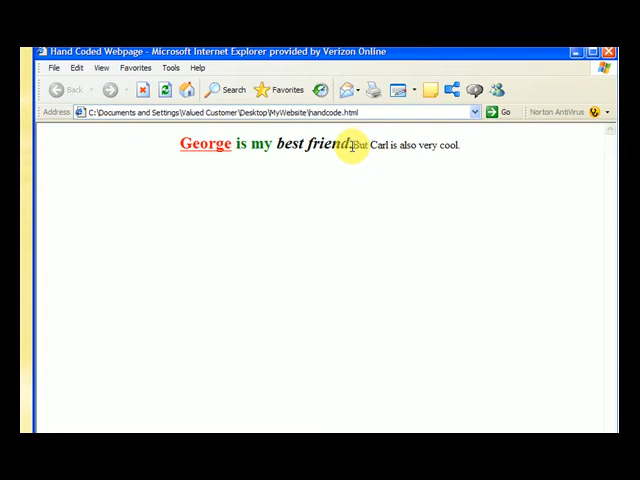 Hand Coded Webpage - Microsoft Internet Explorer provided by Verizon Online
File Edit View Favorites Tools Help
Back Search Favorites
Address C:\Documents and Settings\Valued Customer\Desktop\MyWebsite\handcode.html Go Norton AntiVirus
George is my best friend.But Carl is also very cool.